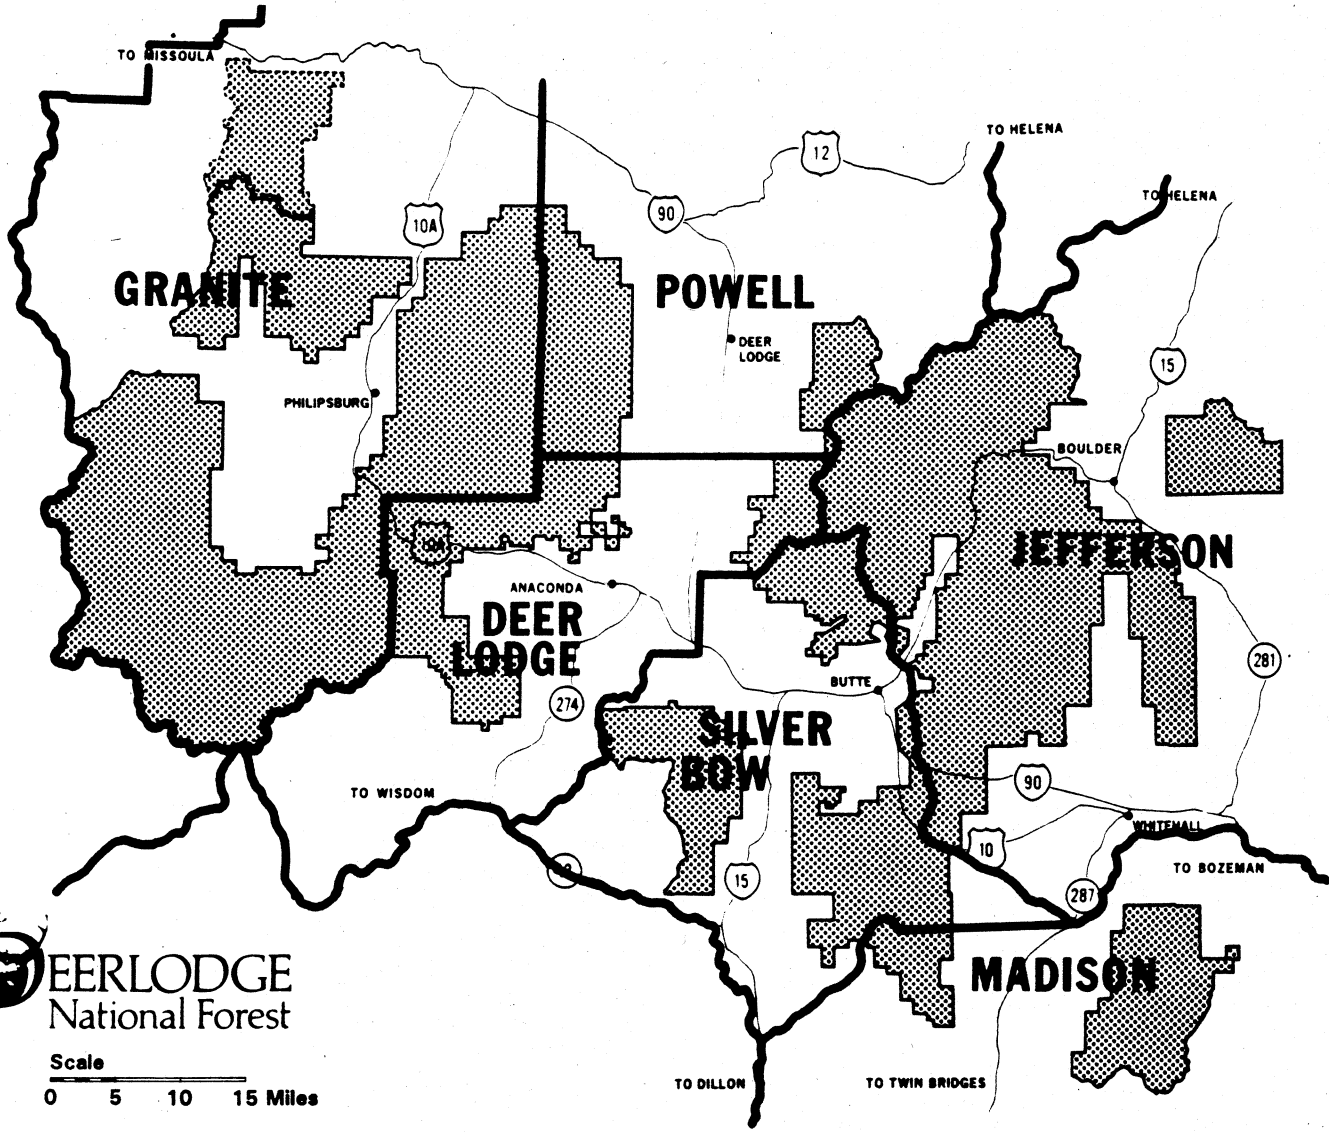 TO MISSOULA
TO HELENA
12
TO HELENA
90
10A
GRANITE
POWELL
DEER
LODGE
15
PHILIPSBURG
BOULDER
10A
JEFFERSON
ANACONDA
DEER
LODGE
281
BUTTE
274
SILVER
BOW
90
TO WISDOM
WHITEHALL
10
TO BOZEMAN
15
287
DEERLODGE
National Forest
MADISON
Scale
0 5 10 15 Miles
TO DILLON
TO TWIN BRIDGES